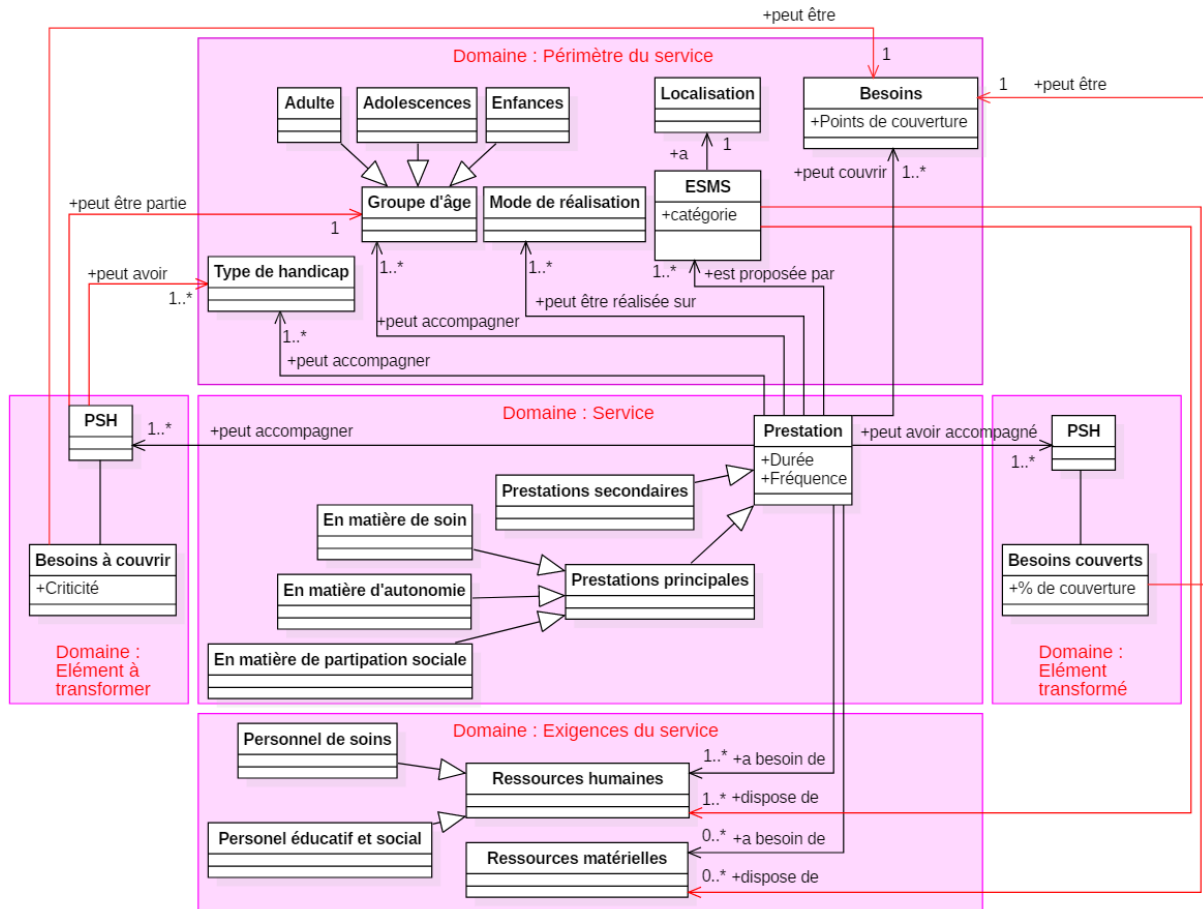 +peut être
Domaine : Périmètre du service
1
Adulte
Adolescences
Enfances
Localisation
Besoins
+Points de couverture
1
+peut être
+a
1
+peut couvrir
1..*
ESMS
+catégorie
Groupe d'âge
Mode de réalisation
+peut être partie
1
+peut avoir
1..*
Type de handicap
1..*
1..*
1..*
+est proposée par
+peut être réalisée sur
+peut accompagner
1..*
+peut accompagner
Domaine : Service
PSH
1..*
+peut accompagner
Prestation
+Durée
+Fréquence
+peut avoir accompagné
1..*
PSH
Prestations secondaires
En matière de soin
Prestations principales
En matière d'autonomie
En matière de partipation sociale
Besoins à couvrir
+Criticité
Besoins couverts
+% de couverture
Domaine :
Elément à
transformer
Domaine :
Elément
transformé
Domaine : Exigences du service
Personnel de soins
Ressources humaines
1..*
+a besoin de
1..*
+dispose de
Personel éducatif et social
Ressources matérielles
0..*
+a besoin de
0..*
+dispose de